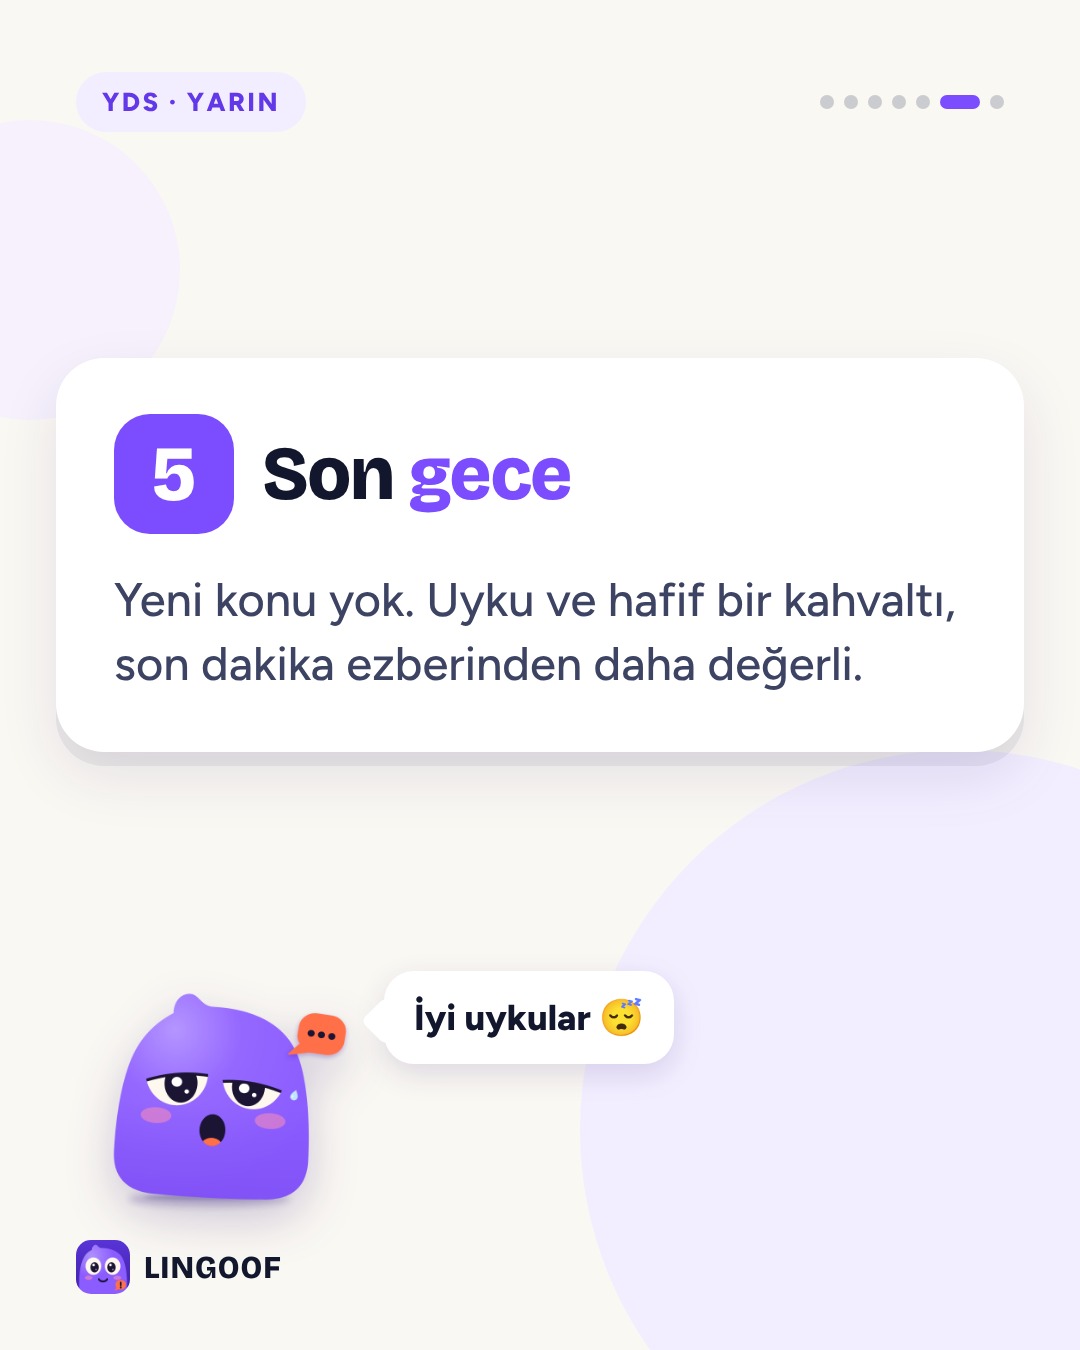 YDS · YARIN
5
Son gece
Yeni konu yok. Uyku ve hafif bir kahvaltı,
son dakika ezberinden daha değerli.
İyi uykular 😴
LINGOOF